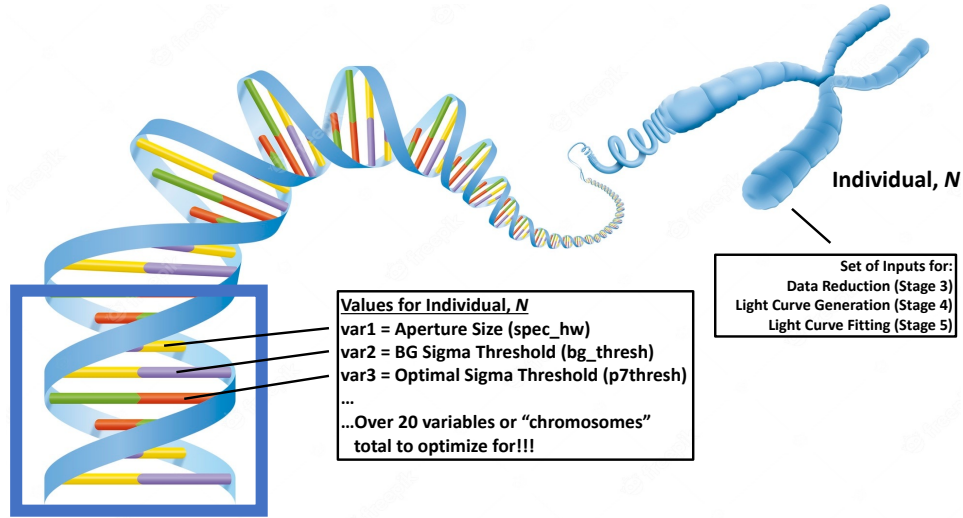 Individual, N
Set of Inputs for:
Data Reduction (Stage 3)
Light Curve Generation (Stage 4)
Light Curve Fitting (Stage 5)
Values for Individual, N
var1 = Aperture Size (spec_hw)
var2 = BG Sigma Threshold (bg_thresh)
var3 = Optimal Sigma Threshold (p7thresh)
...
...Over 20 variables or “chromosomes”
total to optimize for!!!